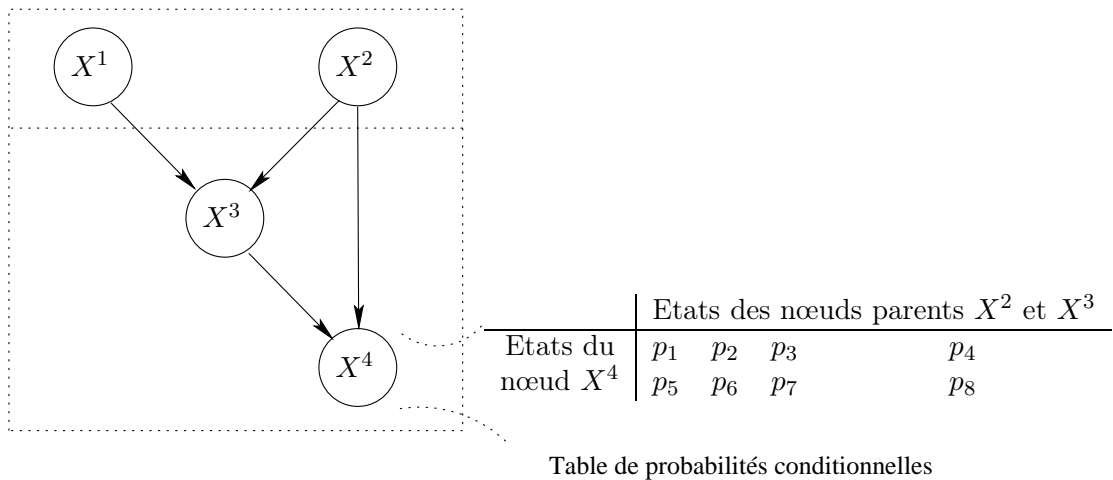 X¹ X²
X³
X⁴
Etats des nœuds parents X² et X³
Etats du p₁ p₂ p₃ p₄
nœud X⁴ p₅ p₆ p₇ p₈
Table de probabilités conditionnelles